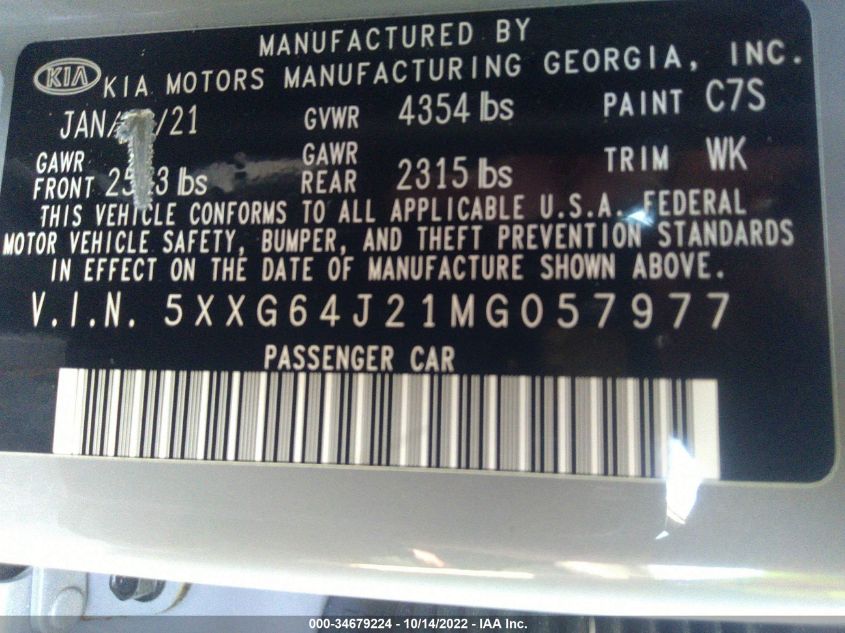 MANUFACTURED BY
KIA KIA MOTORS MANUFACTURING GEORGIA, INC.
JAN/ /21 GVWR 4354 lbs PAINT C7S
GAWR FRONT lbs GAWR REAR 2315 lbs TRIM WK
THIS VEHICLE CONFORMS TO ALL APPLICABLE U.S.A. FEDERAL
MOTOR VEHICLE SAFETY, BUMPER, AND THEFT PREVENTION STANDARDS
IN EFFECT ON THE DATE OF MANUFACTURE SHOWN ABOVE.
V.I.N. 5XXG64J21MG057977
PASSENGER CAR
000-34679224 - 10/14/2022 - IAA Inc.